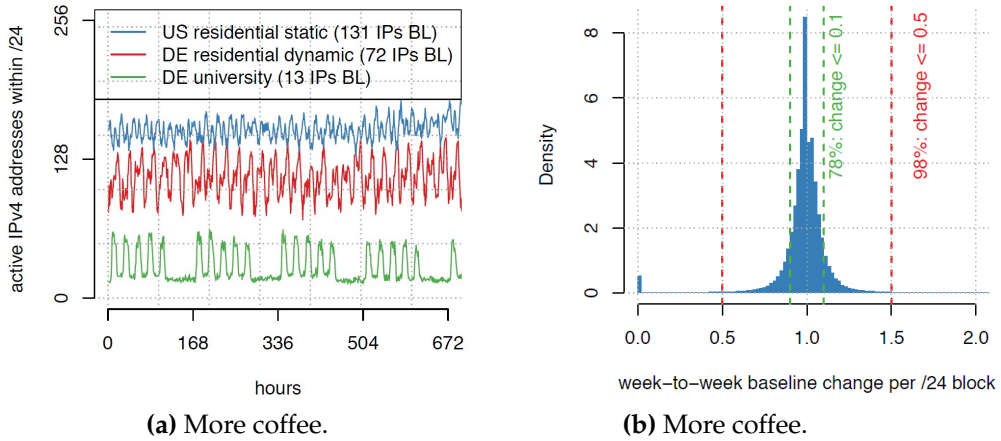 256
128
0
active IPv4 addresses within /24
US residential static (131 IPs BL)
DE residential dynamic (72 IPs BL)
DE university (13 IPs BL)
0 168 336 504 672
hours
(a) More coffee.
8
6
4
2
0
Density
78%: change <= 0.1
98%: change <= 0.5
0.0 0.5 1.0 1.5 2.0
week−to−week baseline change per /24 block
(b) More coffee.